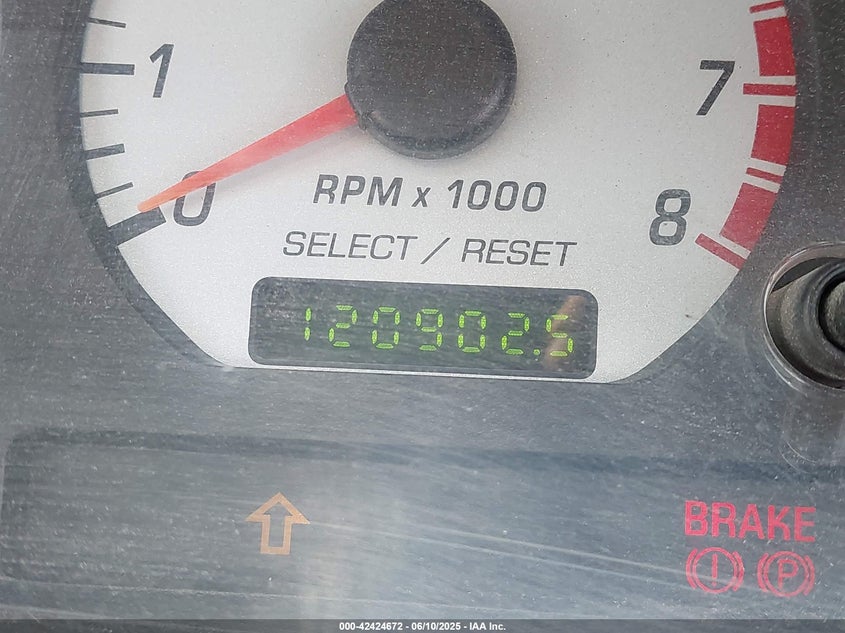 1
7
0
8
RPM x 1000
SELECT / RESET
120902.5
BRAKE
(!) (P)
000-42424672 - 06/10/2025 - IAA Inc.